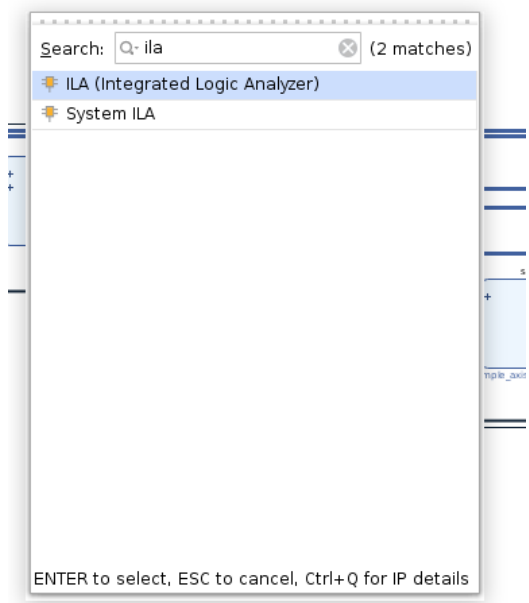 Search: ila (2 matches)
ILA (Integrated Logic Analyzer)
System ILA
s
mple_axis
ENTER to select, ESC to cancel, Ctrl+Q for IP details